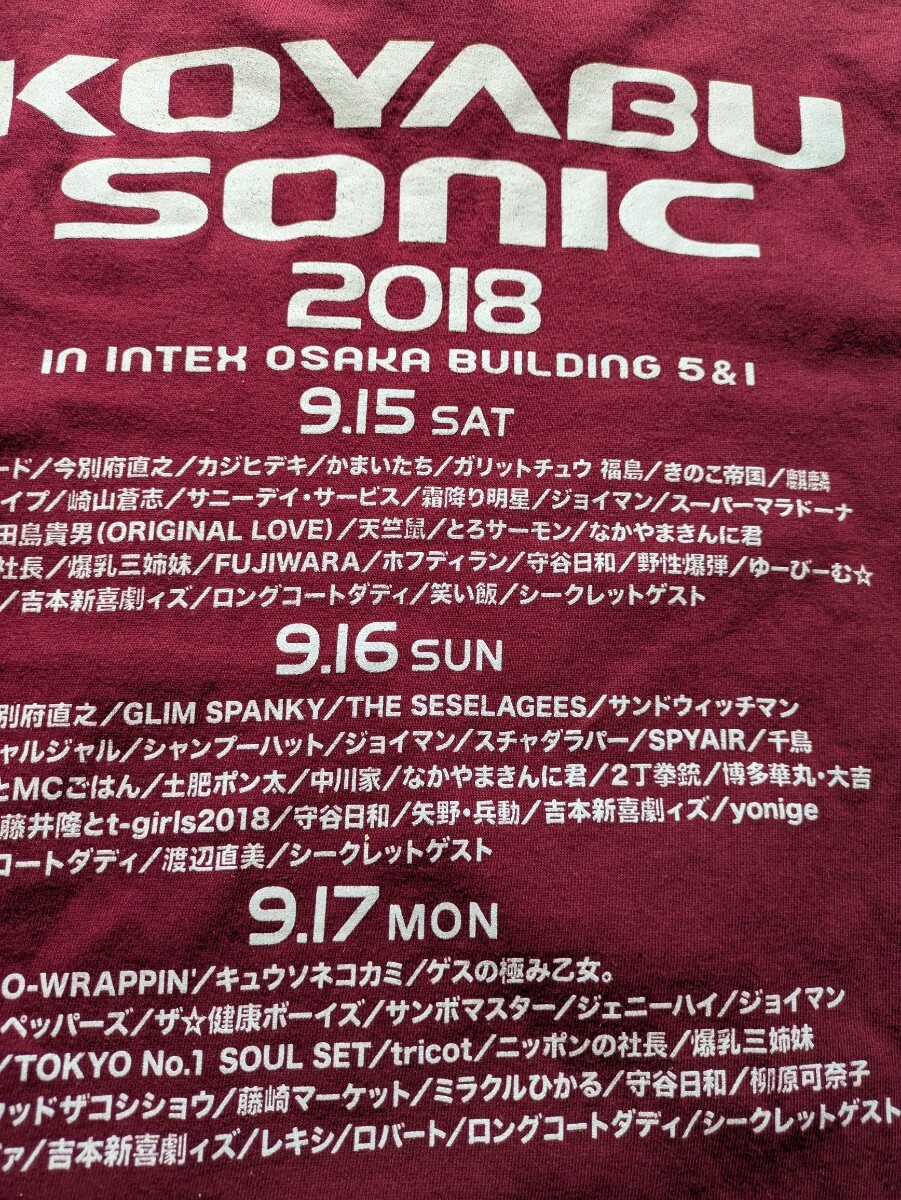 KOYABU
SONIC
2018
IN INTEX OSAKA BUILDING 5&1
9.15 SAT
ード/今別府直之/カジヒデキ/かまいたち/ガリットチュウ 福島/きのこ帝国/麒麟
イプ/崎山蒼志/サニーデイ・サービス/霜降り明星/ジョイマン/スーパーマラドーナ
田島貴男(ORIGINAL LOVE)/天竺鼠/とろサーモン/なかやまきんに君
社長/爆乳三姉妹/FUJIWARA/ホフディラン/守谷日和/野性爆弾/ゆーびーむ☆
/吉本新喜劇ィズ/ロングコートダディ/笑い飯/シークレットゲスト
9.16 SUN
別府直之/GLIM SPANKY/THE SESELAGEES/サンドウィッチマン
ャルジャル/シャンプーハット/ジョイマン/スチャダラパー/SPYAIR/千鳥
とMCごはん/土肥ポン太/中川家/なかやまきんに君/2丁拳銃/博多華丸・大吉
藤井隆とt-girls2018/守谷日和/矢野・兵動/吉本新喜劇ィズ/yonige
コートダディ/渡辺直美/シークレットゲスト
9.17 MON
O-WRAPPIN'/キュウソネコカミ/ゲスの極み乙女。
ペッパーズ/ザ☆健康ボーイズ/サンボマスター/ジェニーハイ/ジョイマン
/TOKYO No.1 SOUL SET/tricot/ニッポンの社長/爆乳三姉妹
ウッドザコシショウ/藤崎マーケット/ミラクルひかる/守谷日和/柳原可奈子
ァ/吉本新喜劇ィズ/レキシ/ロバート/ロングコートダディ/シークレットゲスト